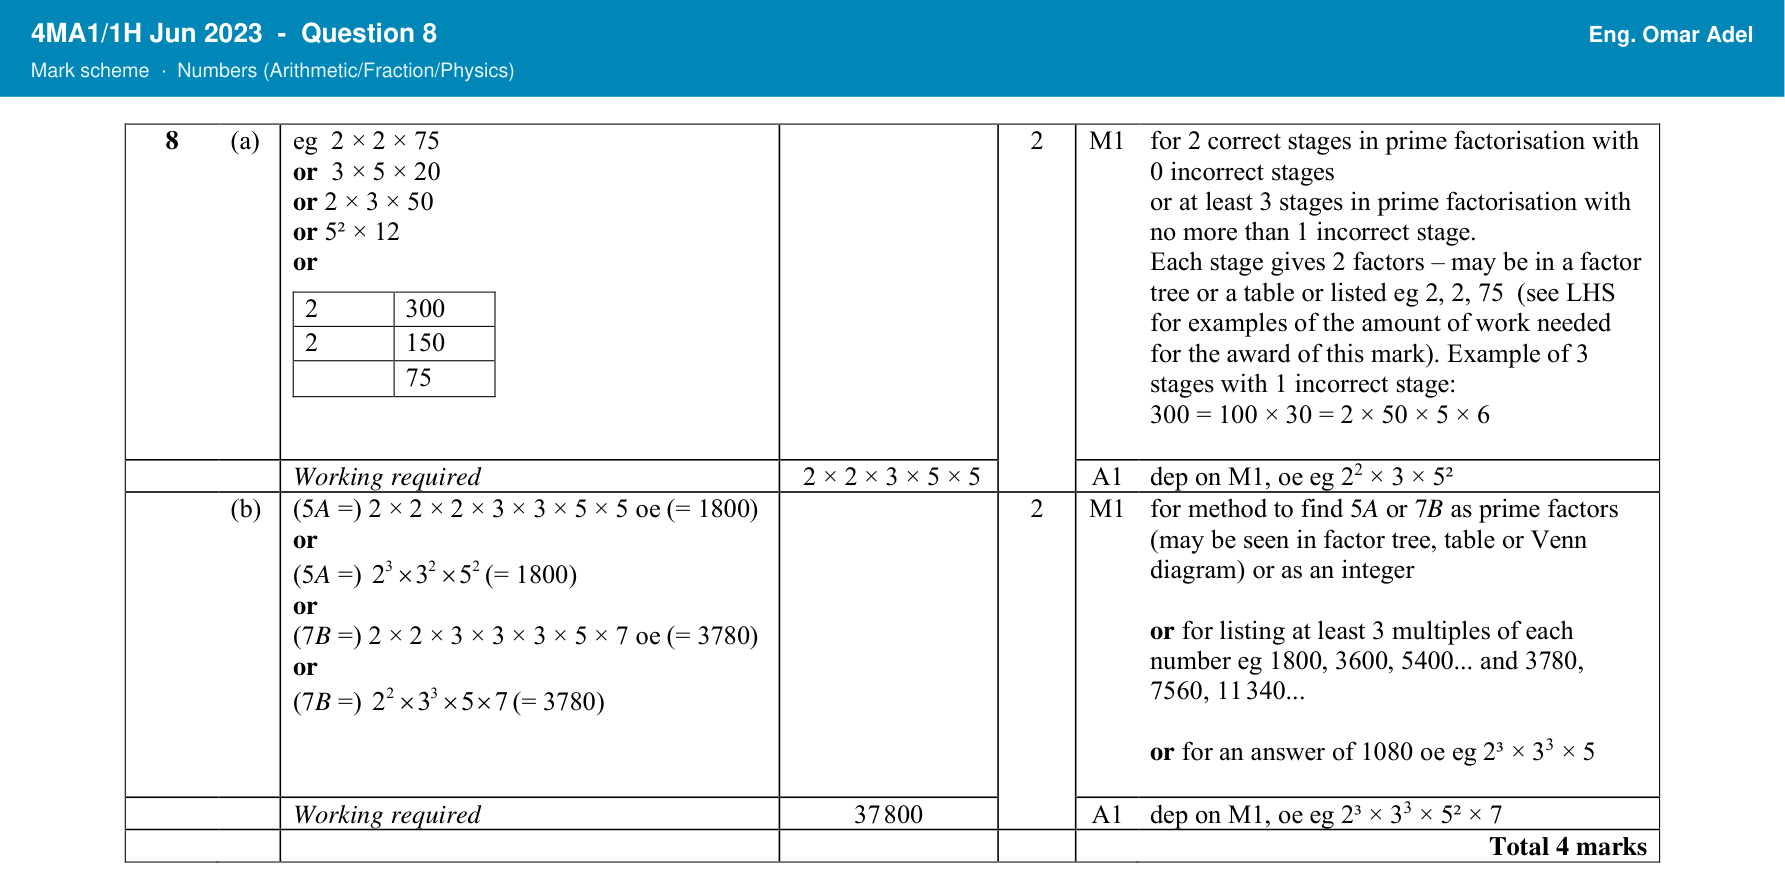 4MA1/1H Jun 2023 - Question 8
Eng. Omar Adel
Mark scheme · Numbers (Arithmetic/Fraction/Physics)
8 (a) eg 2 × 2 × 75 2 M1 for 2 correct stages in prime factorisation with
or 3 × 5 × 20 0 incorrect stages
or 2 × 3 × 50 or at least 3 stages in prime factorisation with
or 5² × 12 no more than 1 incorrect stage.
or Each stage gives 2 factors – may be in a factor
2 300 tree or a table or listed eg 2, 2, 75 (see LHS
2 150 for examples of the amount of work needed
75 for the award of this mark). Example of 3
stages with 1 incorrect stage:
300 = 100 × 30 = 2 × 50 × 5 × 6
Working required 2 × 2 × 3 × 5 × 5 A1 dep on M1, oe eg 2² × 3 × 5²
(b) (5A =) 2 × 2 × 2 × 3 × 3 × 5 × 5 oe (= 1800) 2 M1 for method to find 5A or 7B as prime factors
or (may be seen in factor tree, table or Venn
(5A =) 2³ × 3² × 5² (= 1800) diagram) or as an integer
or
(7B =) 2 × 2 × 3 × 3 × 3 × 5 × 7 oe (= 3780) or for listing at least 3 multiples of each
or number eg 1800, 3600, 5400... and 3780,
(7B =) 2² × 3³ × 5 × 7 (= 3780) 7560, 11 340...
or for an answer of 1080 oe eg 2³ × 3³ × 5
Working required 37 800 A1 dep on M1, oe eg 2³ × 3³ × 5² × 7
Total 4 marks